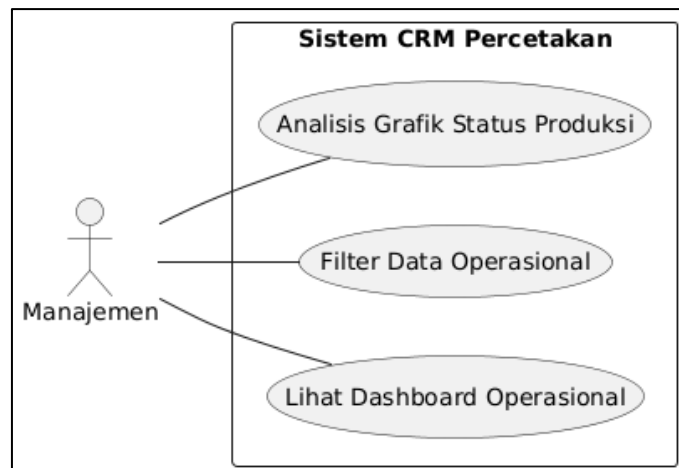 Sistem CRM Percetakan
Analisis Grafik Status Produksi
Filter Data Operasional
Manajemen
Lihat Dashboard Operasional